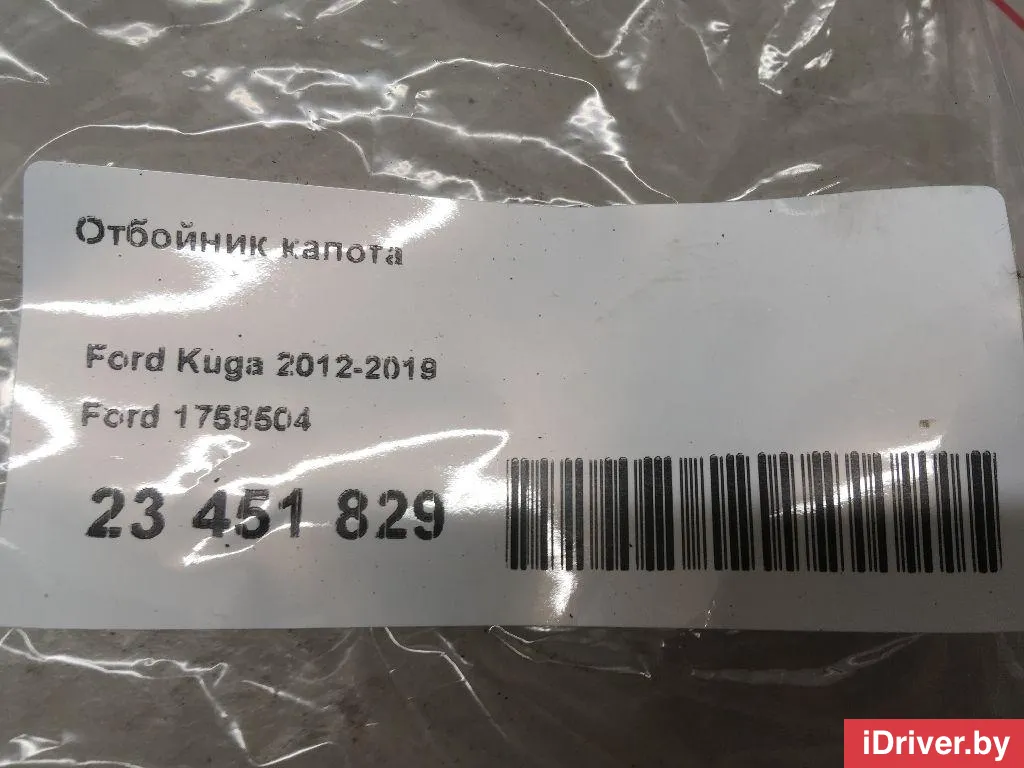 Отбойник капота
Ford Kuga 2012-2019
Ford 1758504
23 451 829
iDriver.by